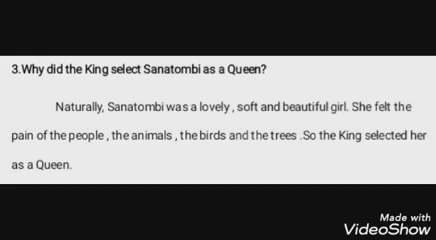 3.Why did the King select Sanatombi as a Queen?
Naturally, Sanatombi was a lovely , soft and beautiful girl. She felt the
pain of the people , the animals , the birds and the trees .So the King selected her
as a Queen.
Made with
VideoShow